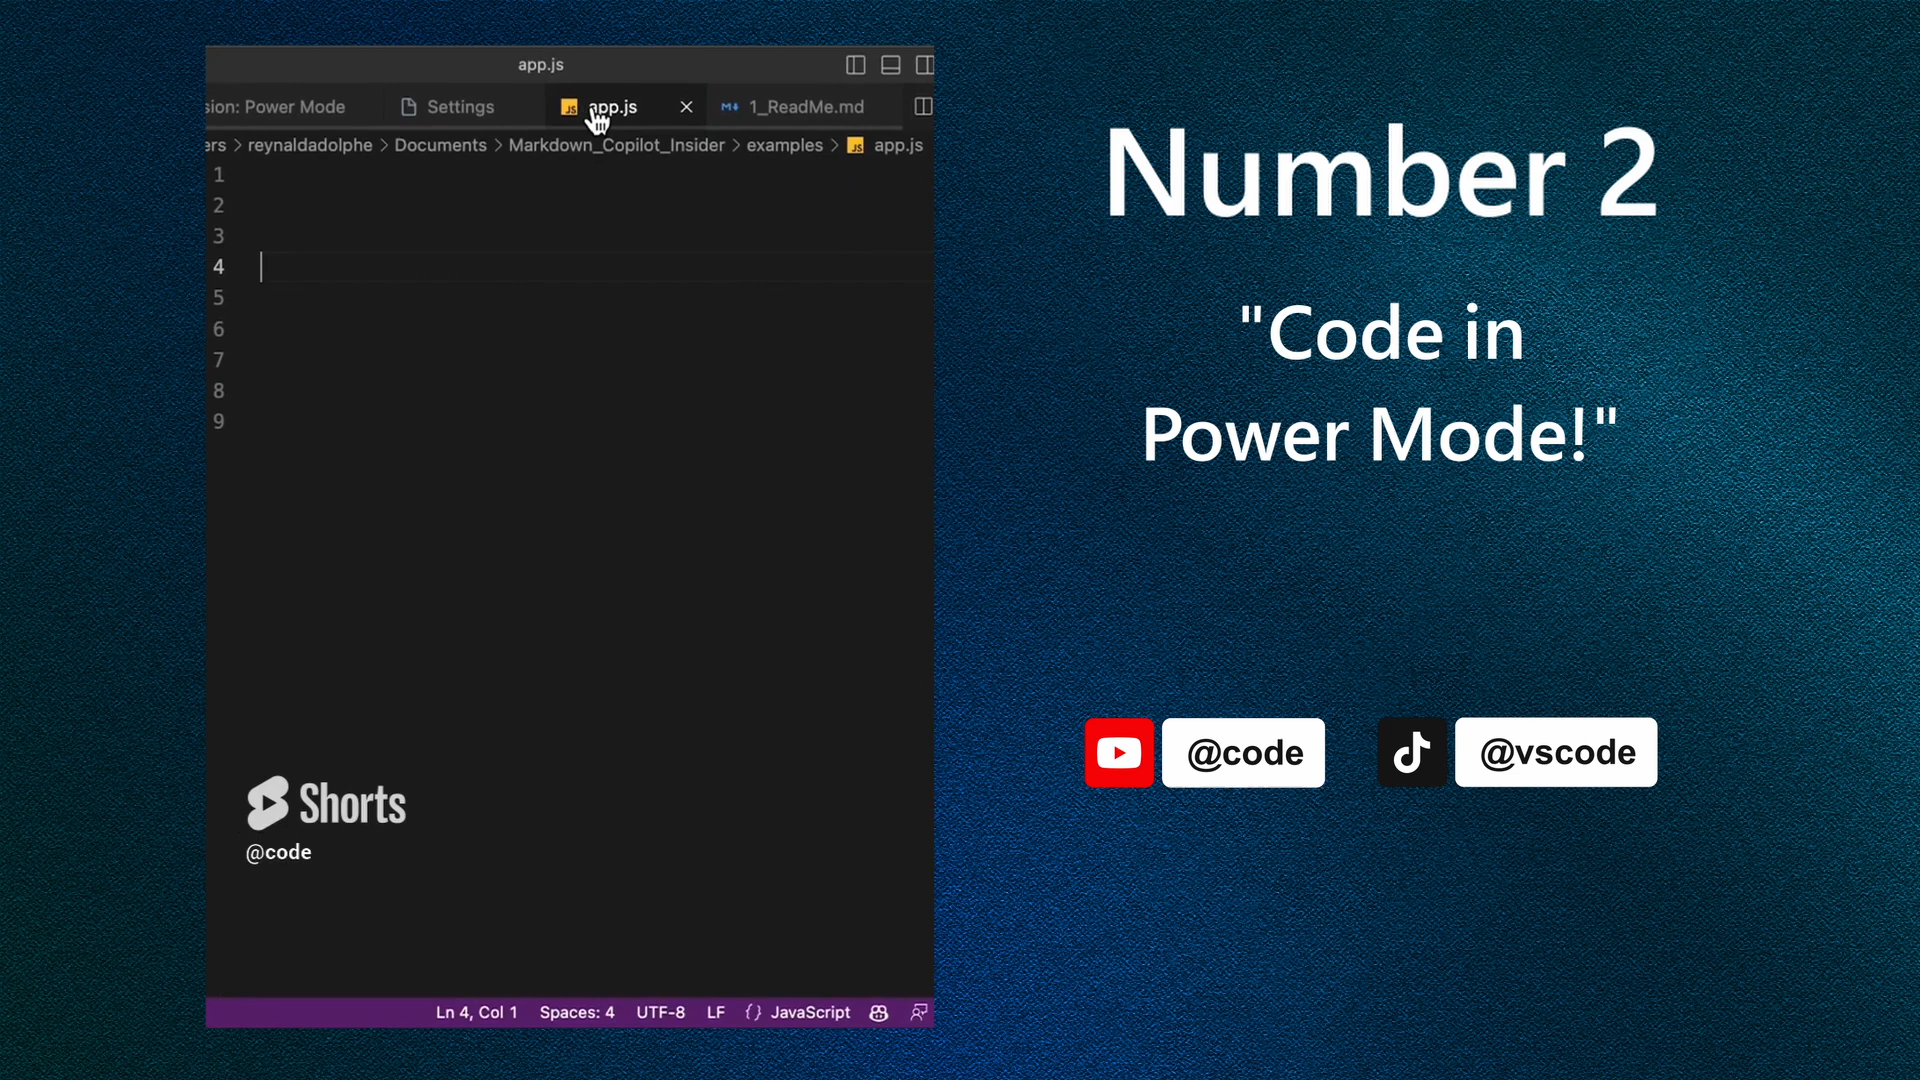 app.js
sion: Power Mode Settings app.js 1_ReadMe.md
ers > reynaldadolphe > Documents > Markdown_Copilot_Insider > examples > JS app.js
1
2
3
4
5
6
7
8
9
Shorts
@code
Ln 4, Col 1 Spaces: 4 UTF-8 LF {} JavaScript
Number 2
"Code in
Power Mode!"
@code @vscode